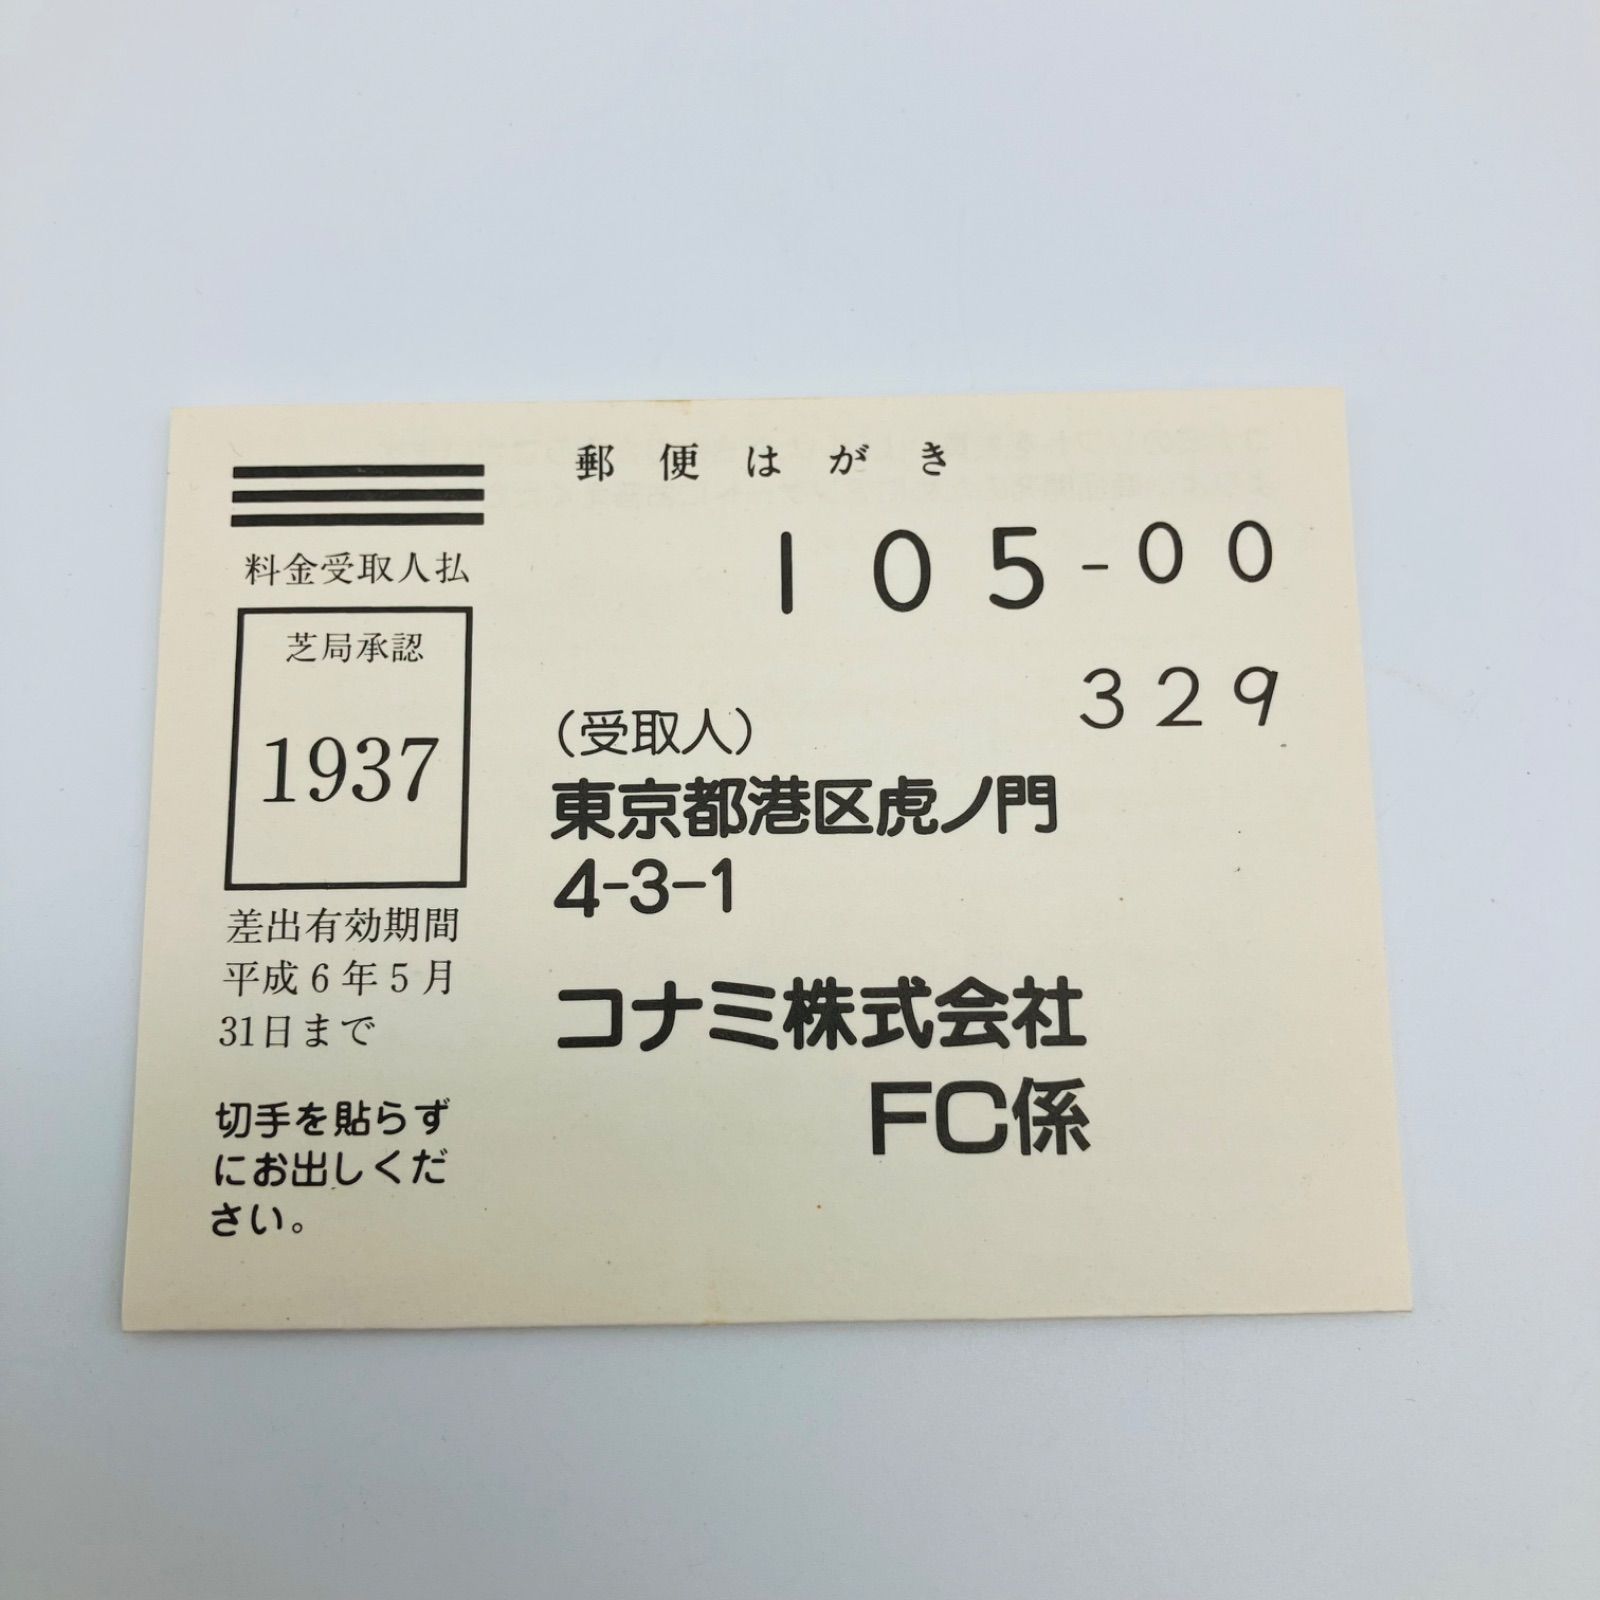 郵便はがき
料金受取人払
芝局承認
1937
差出有効期間
平成6年5月
31日まで
切手を貼らず
にお出しくだ
さい。
105-00
329
(受取人)
東京都港区虎ノ門
4-3-1
コナミ株式会社
FC係